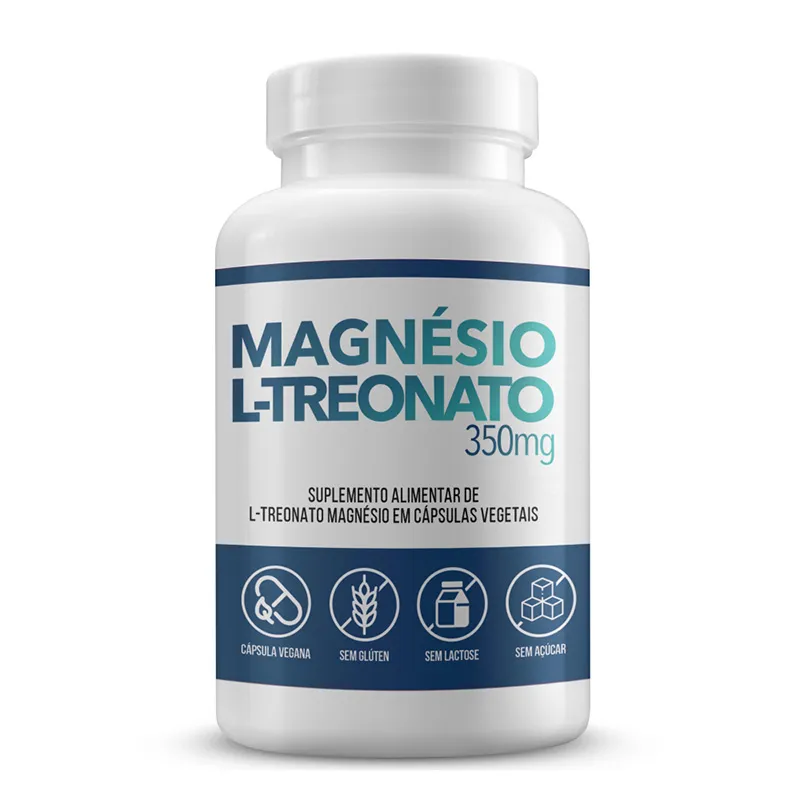 MAGNÉSIO
L-TREONATO
350mg
SUPLEMENTO ALIMENTAR DE
L-TREONATO MAGNÉSIO EM CÁPSULAS VEGETAIS
CÁPSULA VEGANA
SEM GLÚTEN
SEM LACTOSE
SEM AÇÚCAR